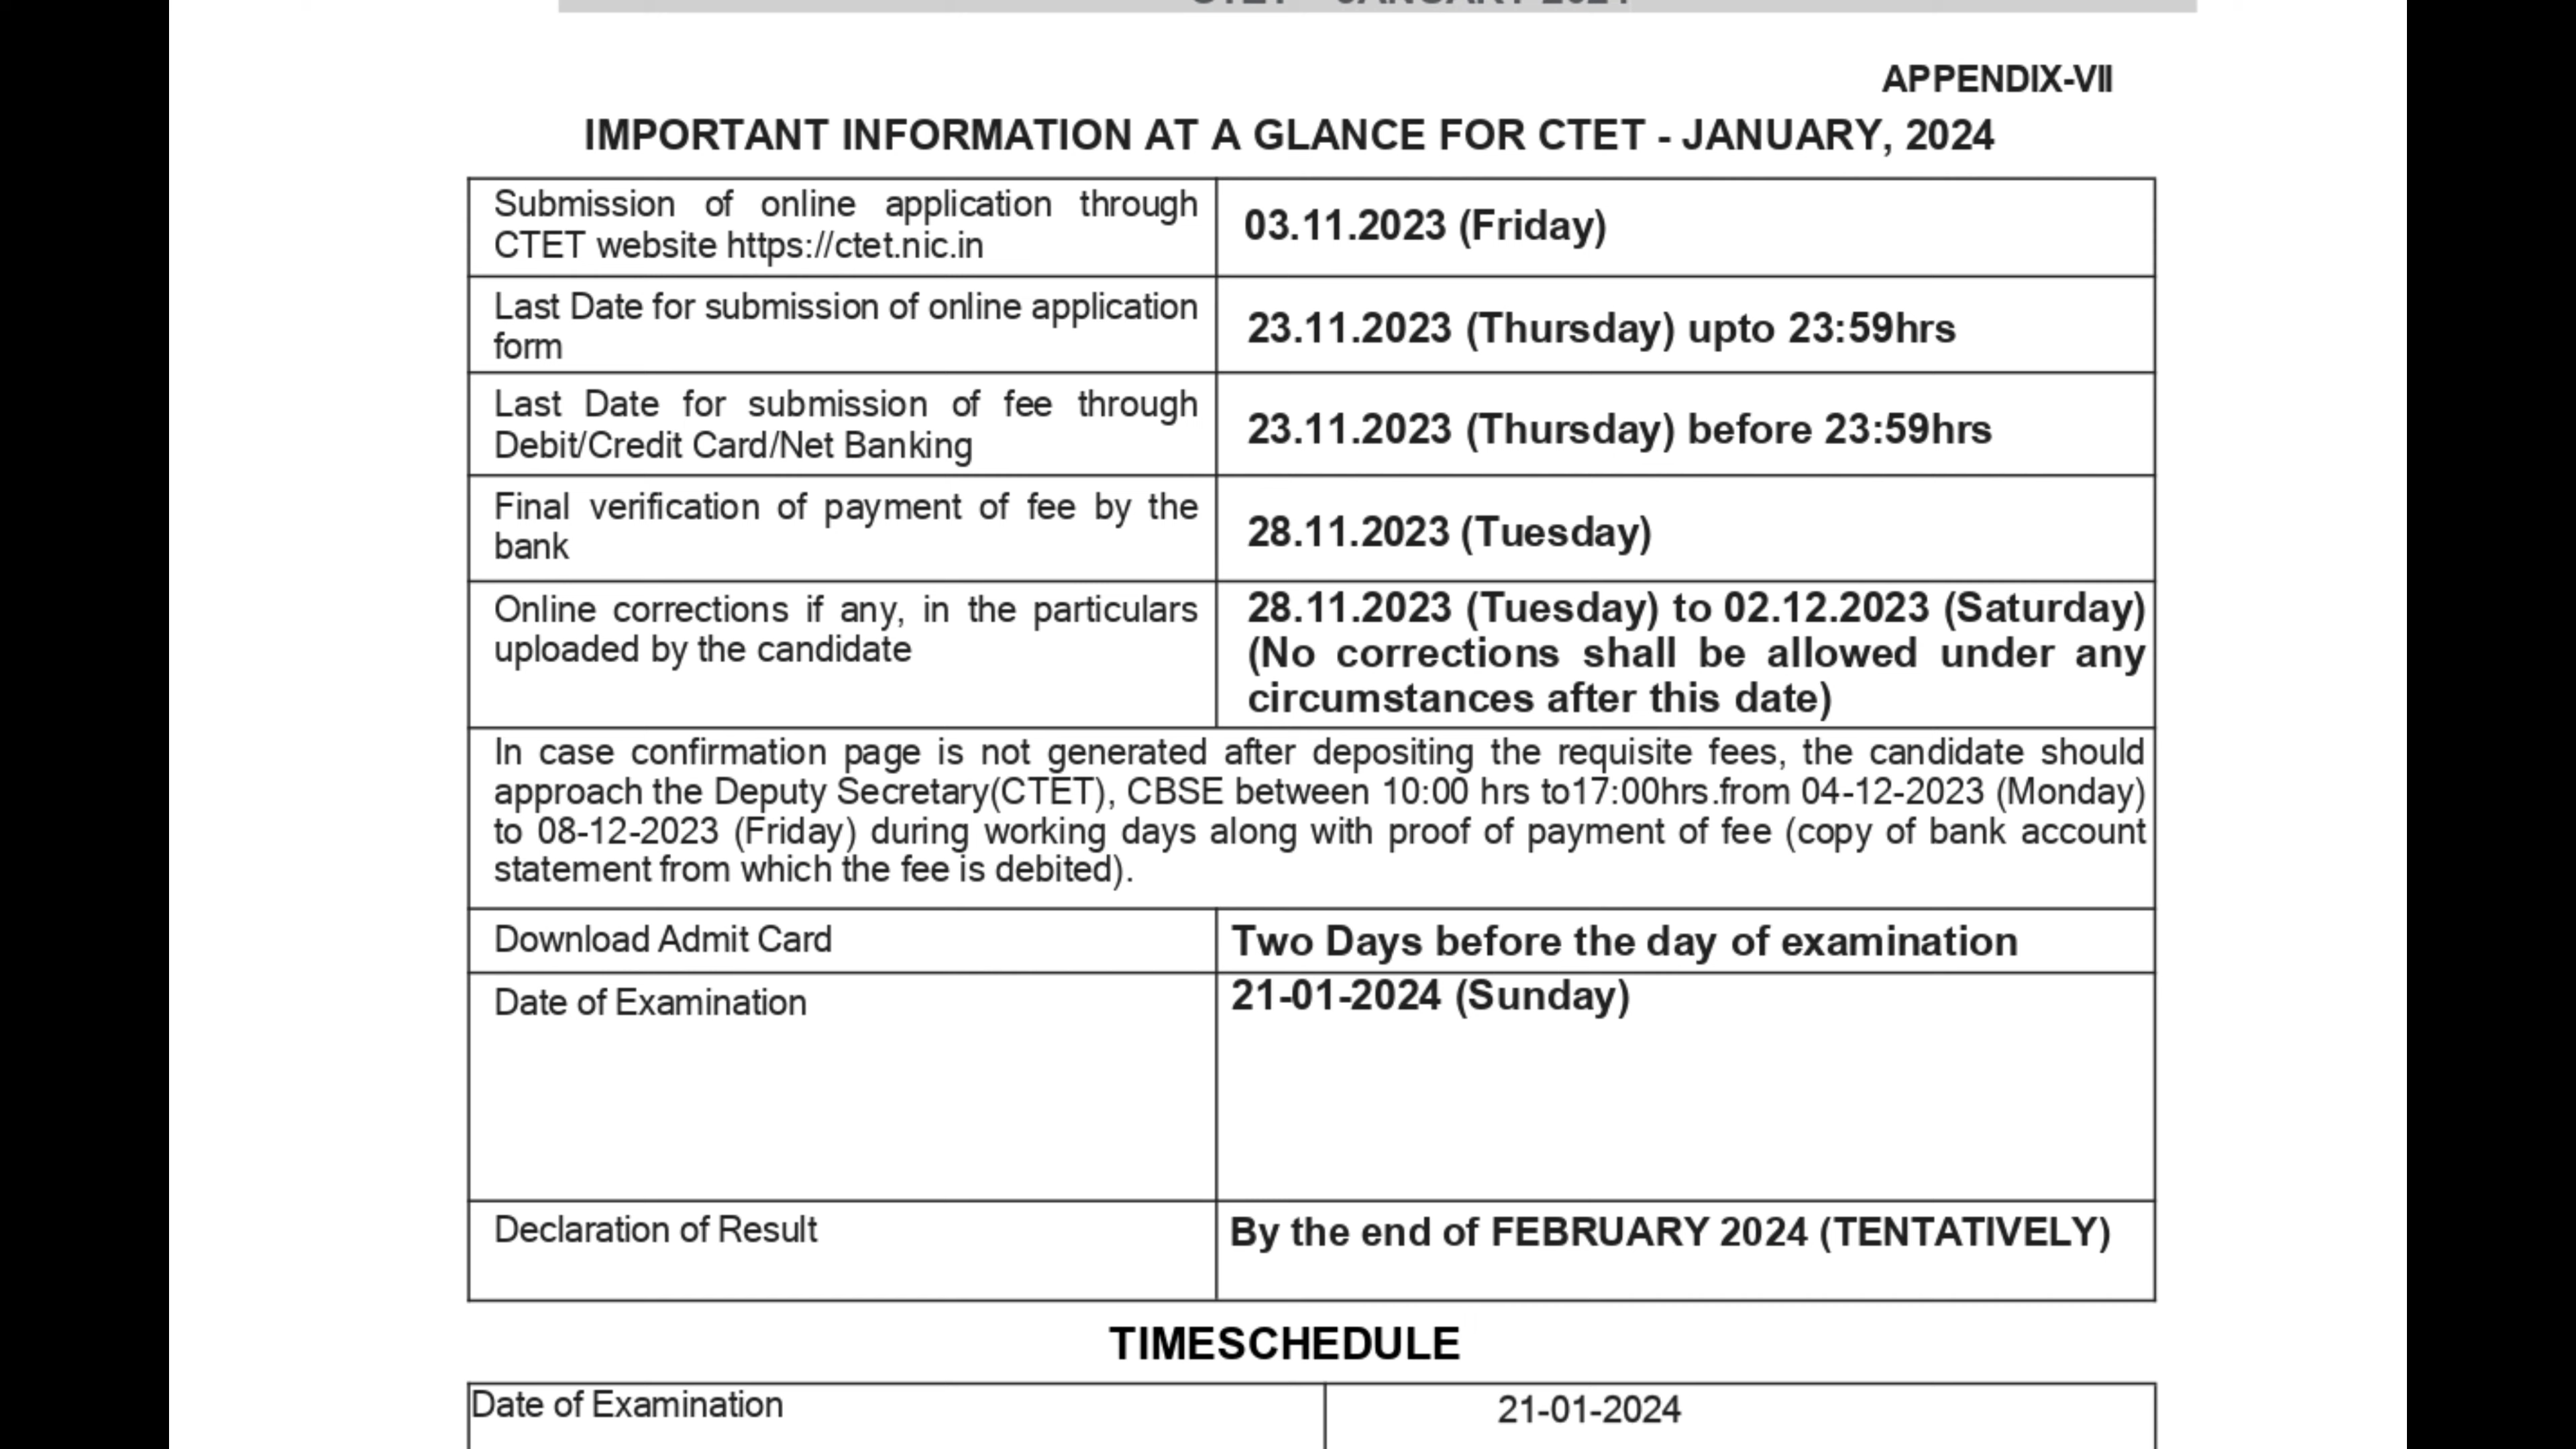 CTET - JANUARY 2024
APPENDIX-VII
IMPORTANT INFORMATION AT A GLANCE FOR CTET - JANUARY, 2024
Submission of online application through
CTET website https://ctet.nic.in
03.11.2023 (Friday)
Last Date for submission of online application
form
23.11.2023 (Thursday) upto 23:59hrs
Last Date for submission of fee through
Debit/Credit Card/Net Banking
23.11.2023 (Thursday) before 23:59hrs
Final verification of payment of fee by the
bank
28.11.2023 (Tuesday)
Online corrections if any, in the particulars
uploaded by the candidate
28.11.2023 (Tuesday) to 02.12.2023 (Saturday)
(No corrections shall be allowed under any
circumstances after this date)
In case confirmation page is not generated after depositing the requisite fees, the candidate should
approach the Deputy Secretary(CTET), CBSE between 10:00 hrs to17:00hrs.from 04-12-2023 (Monday)
to 08-12-2023 (Friday) during working days along with proof of payment of fee (copy of bank account
statement from which the fee is debited).
Download Admit Card
Two Days before the day of examination
Date of Examination
21-01-2024 (Sunday)
Declaration of Result
By the end of FEBRUARY 2024 (TENTATIVELY)
TIMESCHEDULE
Date of Examination
21-01-2024